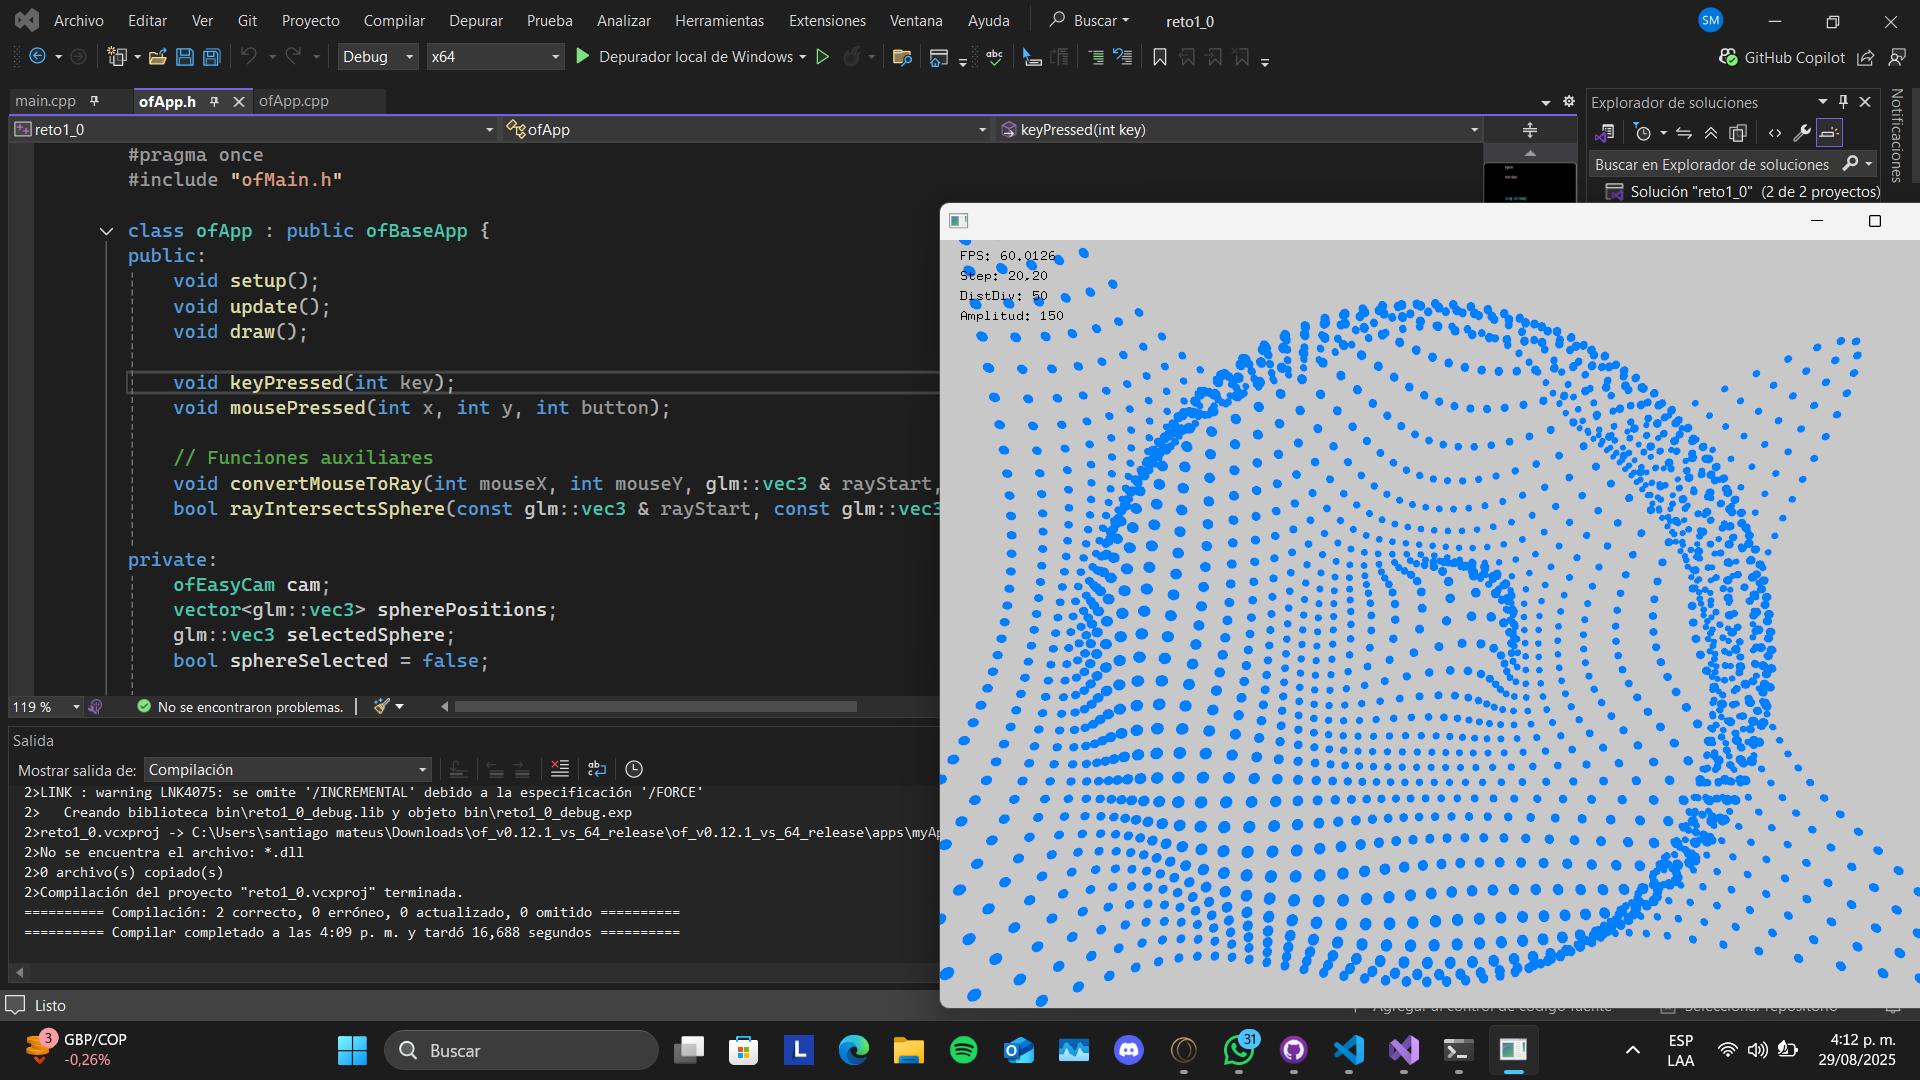 Archivo Editar Ver Git Proyecto Compilar Depurar Prueba Analizar Herramientas Extensiones Ventana Ayuda Buscar reto1_0 SM
Debug x64 Depurador local de Windows abc GitHub Copilot
main.cpp ofApp.h ofApp.cpp
reto1_0 ofApp keyPressed(int key)
#pragma once
#include "ofMain.h"
class ofApp : public ofBaseApp {
public:
void setup();
void update();
void draw();
void keyPressed(int key);
void mousePressed(int x, int y, int button);
// Funciones auxiliares
void convertMouseToRay(int mouseX, int mouseY, glm::vec3 & rayStart,
bool rayIntersectsSphere(const glm::vec3 & rayStart, const glm::vec3
private:
ofEasyCam cam;
vector<glm::vec3> spherePositions;
glm::vec3 selectedSphere;
bool sphereSelected = false;
119 % No se encontraron problemas.
Salida
Mostrar salida de: Compilación
2>LINK : warning LNK4075: se omite '/INCREMENTAL' debido a la especificación '/FORCE'
2> Creando biblioteca bin\reto1_0_debug.lib y objeto bin\reto1_0_debug.exp
2>reto1_0.vcxproj -> C:\Users\santiago mateus\Downloads\of_v0.12.1_vs_64_release\of_v0.12.1_vs_64_release\apps\myAp
2>No se encuentra el archivo: *.dll
2>0 archivo(s) copiado(s)
2>Compilación del proyecto "reto1_0.vcxproj" terminada.
========== Compilación: 2 correcto, 0 erróneo, 0 actualizado, 0 omitido ==========
========== Compilar completado a las 4:09 p. m. y tardó 16,688 segundos ==========
Listo
Explorador de soluciones
Buscar en Explorador de soluciones
Solución "reto1_0" (2 de 2 proyectos)
Notificaciones
FPS: 60.0126
Step: 20,20
DistDiv: 50
Amplitud: 150
Agregar al control de código fuente Seleccionar repositorio
3 GBP/COP
-0,26%
Buscar
L
31
ESP
LAA
4:12 p. m.
29/08/2025